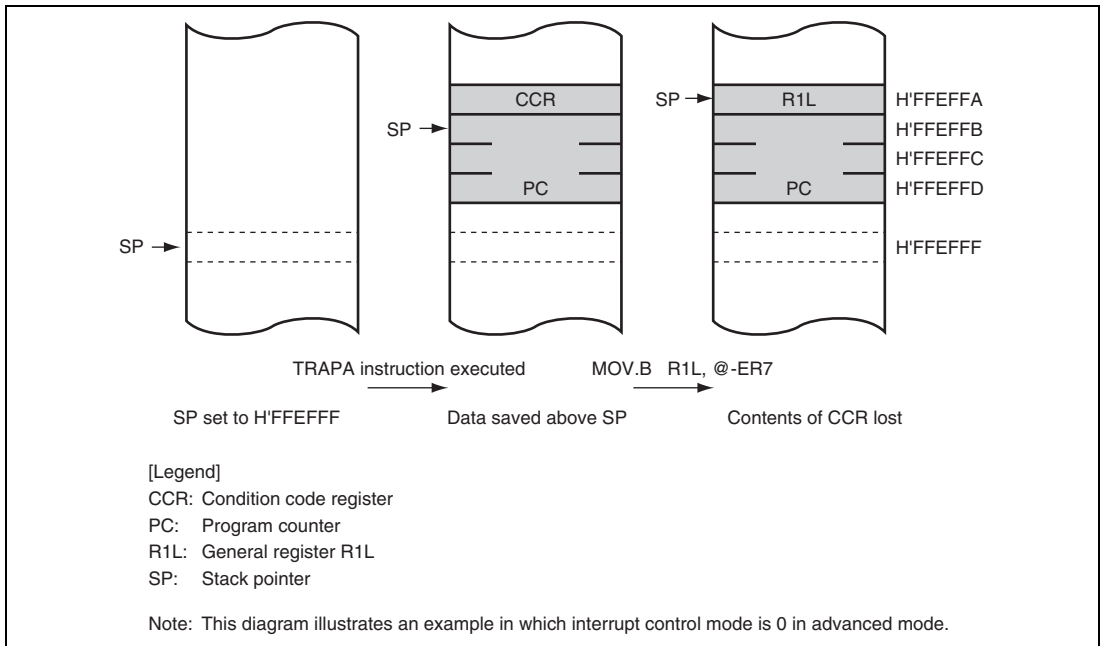 CCR
SP
R1L
H'FFEFFA
SP
H'FFEFFB
H'FFEFFC
PC
PC
H'FFEFFD
SP
H'FFEFFF
TRAPA instruction executed
MOV.B R1L, @-ER7
SP set to H'FFEFFF
Data saved above SP
Contents of CCR lost
[Legend]
CCR: Condition code register
PC: Program counter
R1L: General register R1L
SP: Stack pointer
Note: This diagram illustrates an example in which interrupt control mode is 0 in advanced mode.